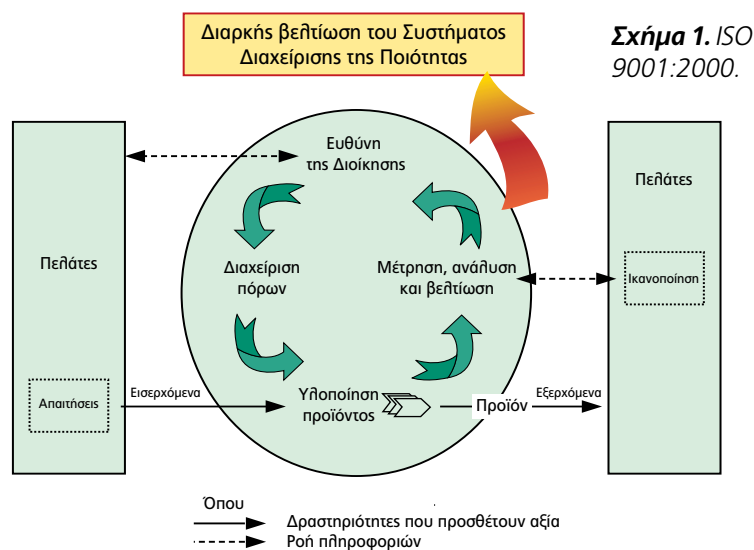 Διαρκής βελτίωση του Συστήματος
Διαχείρισης της Ποιότητας
Σχήμα 1. ISO
9001:2000.
Ευθύνη
της Διοίκησης
Πελάτες
Πελάτες
Διαχείριση
πόρων
Μέτρηση, ανάλυση
και βελτίωση
Ικανοποίηση
Απαιτήσεις
Εισερχόμενα
Υλοποίηση
προϊόντος
Προϊόν
Εξερχόμενα
Όπου
Δραστηριότητες που προσθέτουν αξία
Ροή πληροφοριών